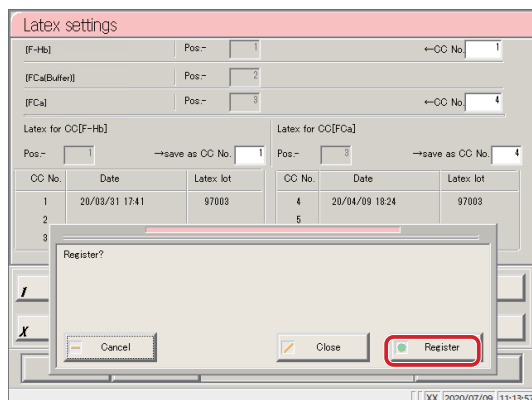 Latex settings
[F-Hb] Pos.- 1 ←CC No. 1
[FCa(Buffer)] Pos.- 2
[FCa] Pos.- 3 ←CC No. 4
Latex for CC[F-Hb] Latex for CC[FCa]
Pos.- 1 →save as CC No. 1 Pos.- 3 →save as CC No. 4
CC No. Date Latex lot CC No. Date Latex lot
1 20/03/31 17:41 97003 4 20/04/09 18:24 97003
2 5
3
Register?
1
X
Cancel Close Register
XX 2020/07/09 11:13:5